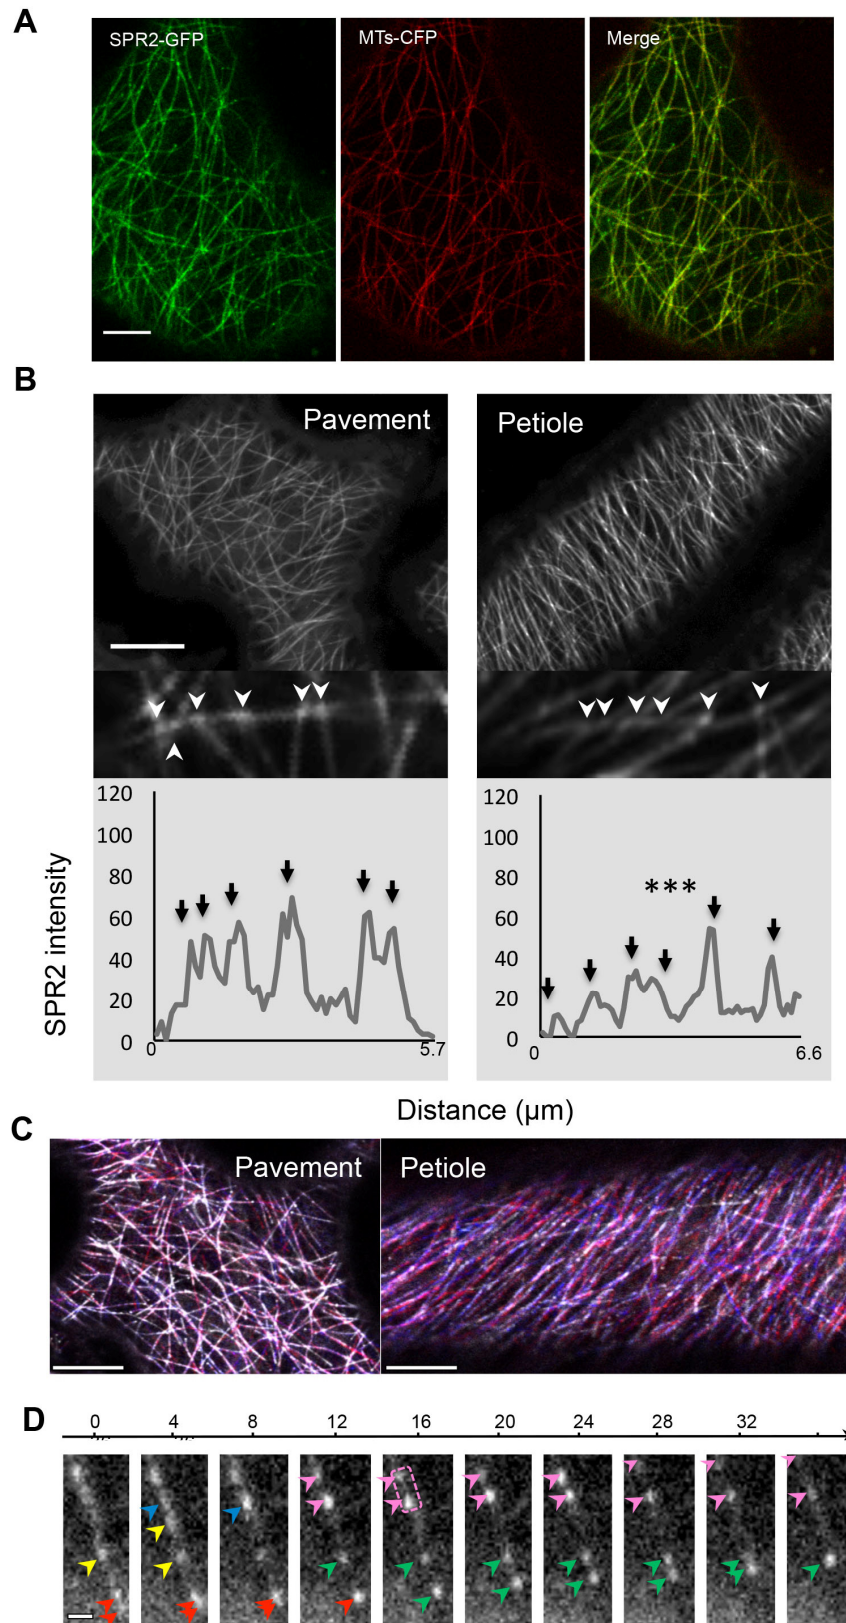 A
SPR2-GFP
MTs-CFP
Merge
B
Pavement
Petiole
120
100
80
60
40
20
0
0
5.7
SPR2 intensity
120
100
80
60
40
20
0
0
6.6
***
Distance (µm)
C
Pavement
Petiole
D
0 4 8 12 16 20 24 28 32